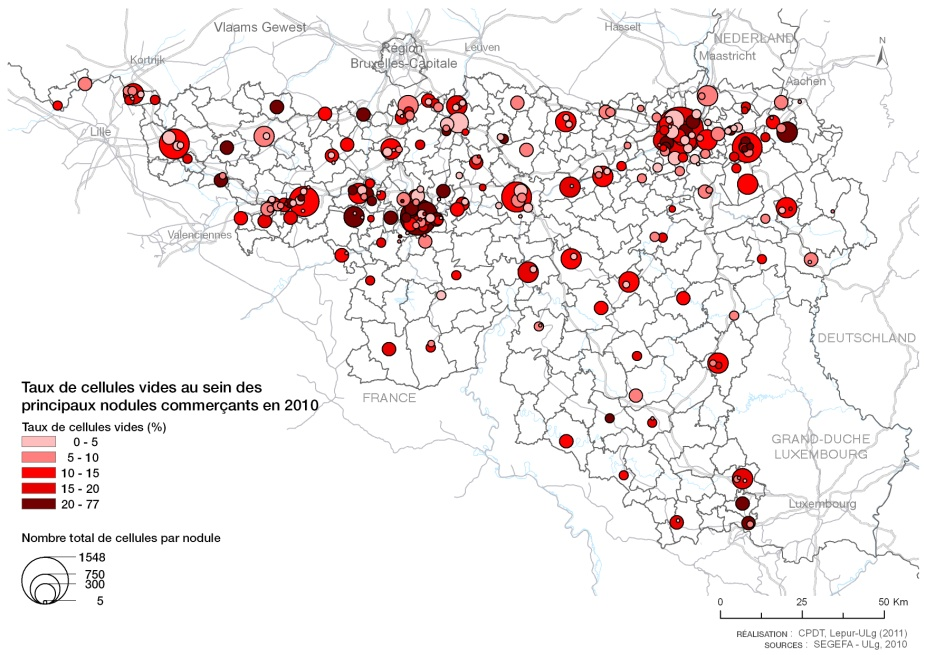 Vlaams Gewest
Hasselt
NEDERLAND
N
Région
Bruxelles-Capitale
Leuven
Maastricht
Kortrijk
Aachen
Lille
Valenciennes
DEUTSCHLAND
FRANCE
GRAND-DUCHE
LUXEMBOURG
Luxembourg
Taux de cellules vides au sein des
principaux nodules commerçants en 2010
Taux de cellules vides (%)
0 - 5
5 - 10
10 - 15
15 - 20
20 - 77
Nombre total de cellules par nodule
1548
750
300
5
0 25 50 Km
RÉALISATION : CPDT, Lepur-ULg (2011)
SOURCES : SEGEFA - ULg, 2010